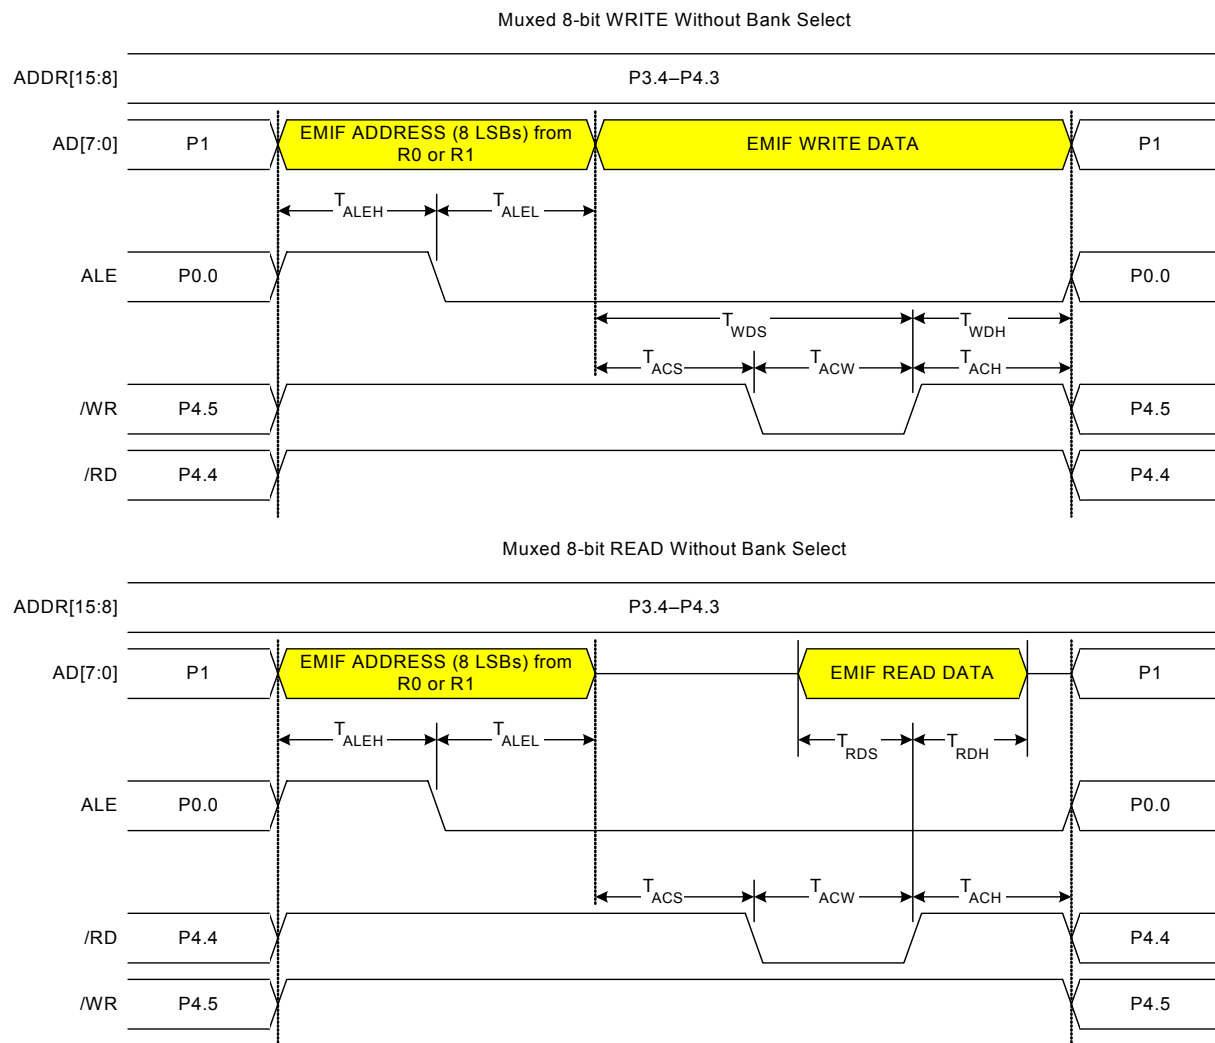 Muxed 8-bit WRITE Without Bank Select
ADDR[15:8] P3.4–P4.3
AD[7:0] P1 EMIF ADDRESS (8 LSBs) from R0 or R1 EMIF WRITE DATA P1
TALEH TALEL
ALE P0.0 P0.0
TWDS TWDH
TACS TACW TACH
/WR P4.5 P4.5
/RD P4.4 P4.4
Muxed 8-bit READ Without Bank Select
ADDR[15:8] P3.4–P4.3
AD[7:0] P1 EMIF ADDRESS (8 LSBs) from R0 or R1 EMIF READ DATA P1
TALEH TALEL TRDS TRDH
ALE P0.0 P0.0
TACS TACW TACH
/RD P4.4 P4.4
/WR P4.5 P4.5